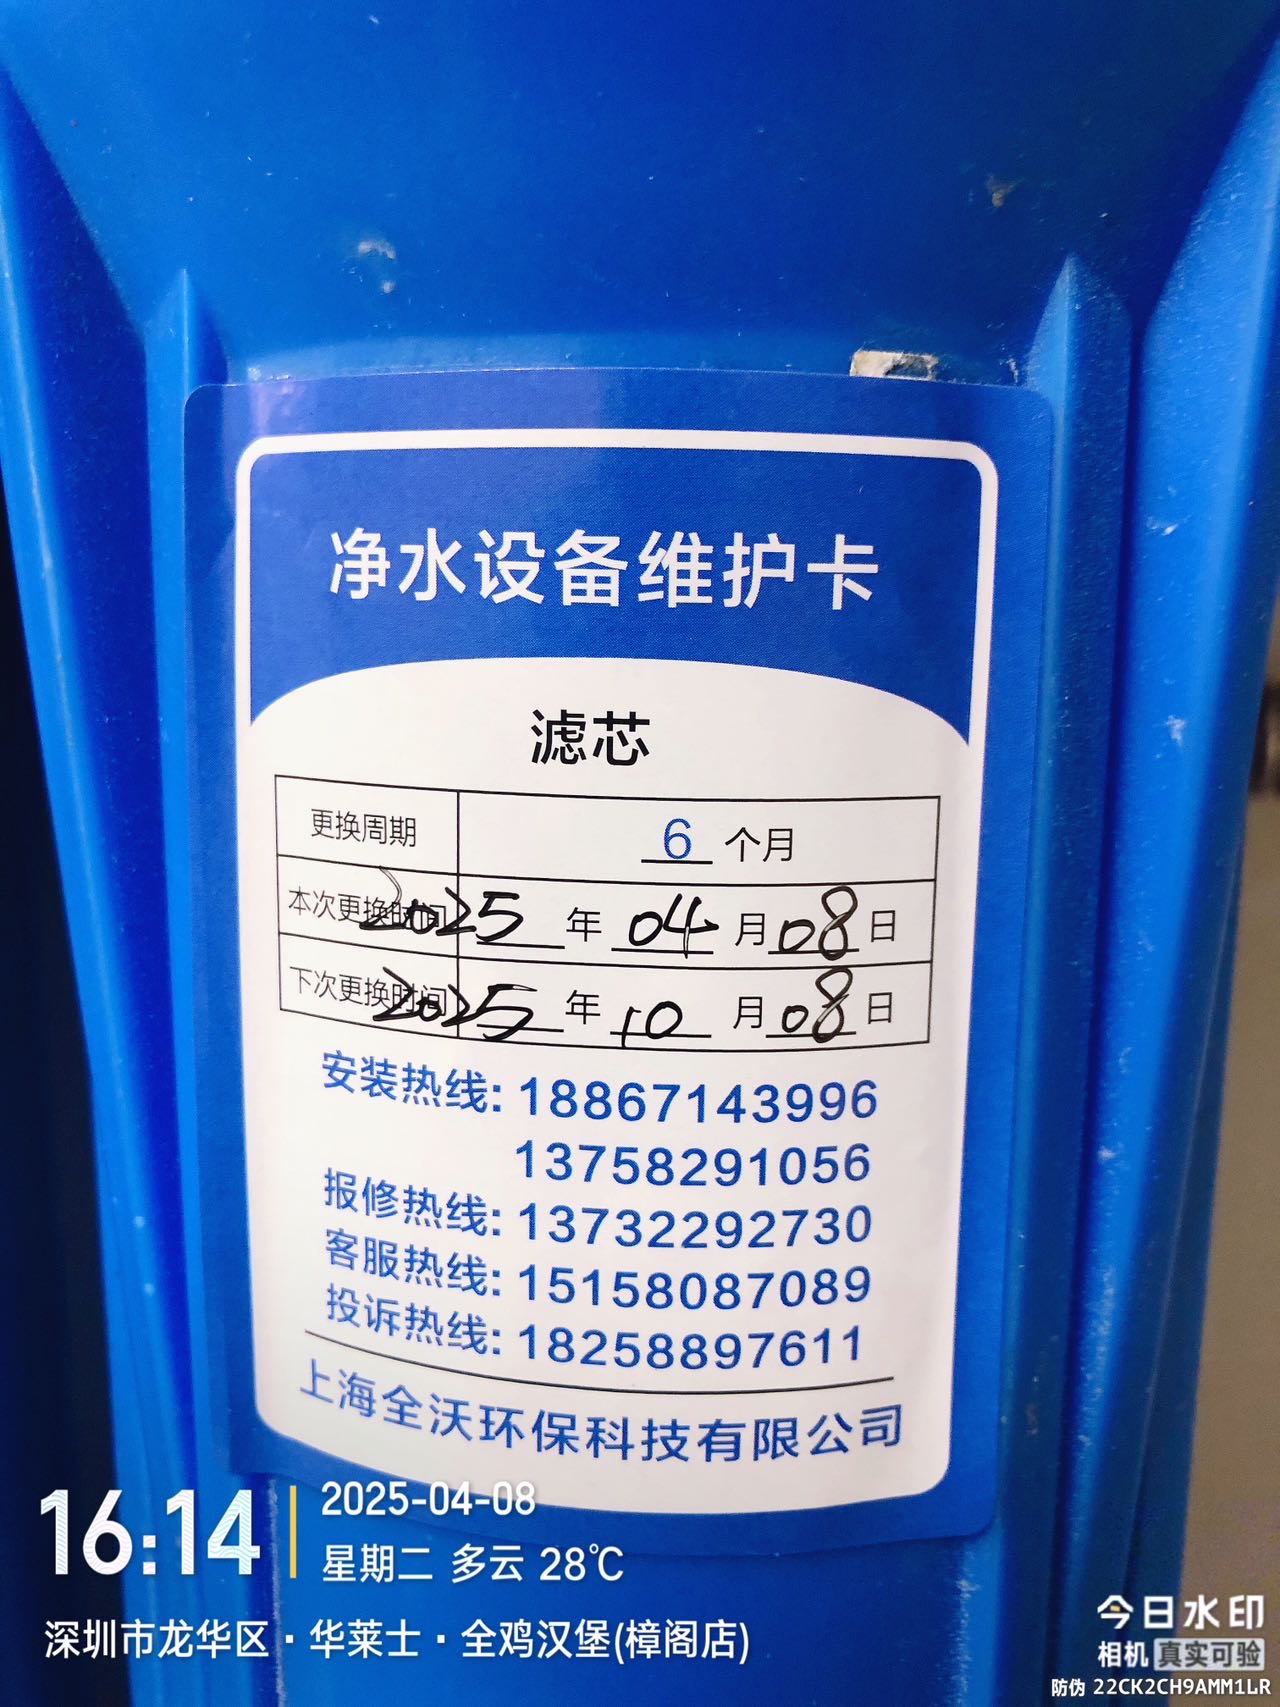 净水设备维护卡
滤芯
更换周期 6 个月
本次更换时间 2025 年 04 月 08 日
下次更换时间 2025 年 10 月 08 日
安装热线: 18867143996
13758291056
报修热线: 13732292730
客服热线: 15158087089
投诉热线: 18258897611
上海全沃环保科技有限公司
16:14
2025-04-08
星期二 多云 28℃
深圳市龙华区·华莱士·全鸡汉堡(樟阁店)
今日水印
相机 真实可验
防伪 22CK2CH9AMM1LR